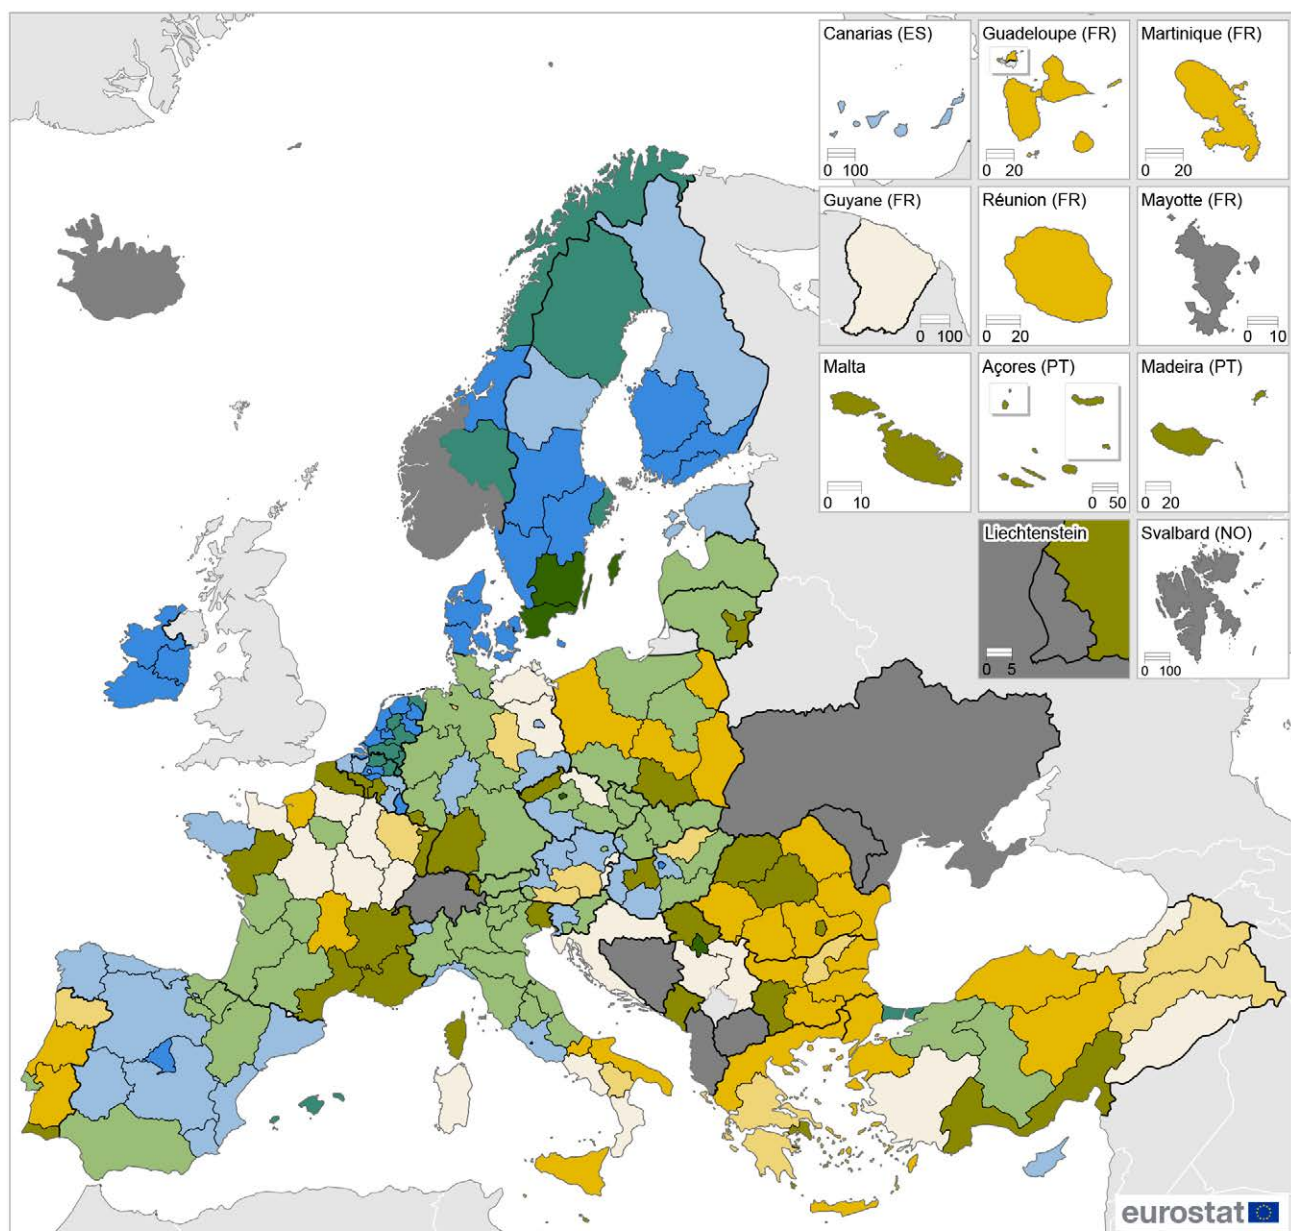 Canarias (ES)
0 100
Guadeloupe (FR)
0 20
Martinique (FR)
0 20
Guyane (FR)
0 100
Réunion (FR)
0 20
Mayotte (FR)
0 10
Malta
0 10
Açores (PT)
0 50
Madeira (PT)
0 20
Liechtenstein
0 5
Svalbard (NO)
0 100
eurostat